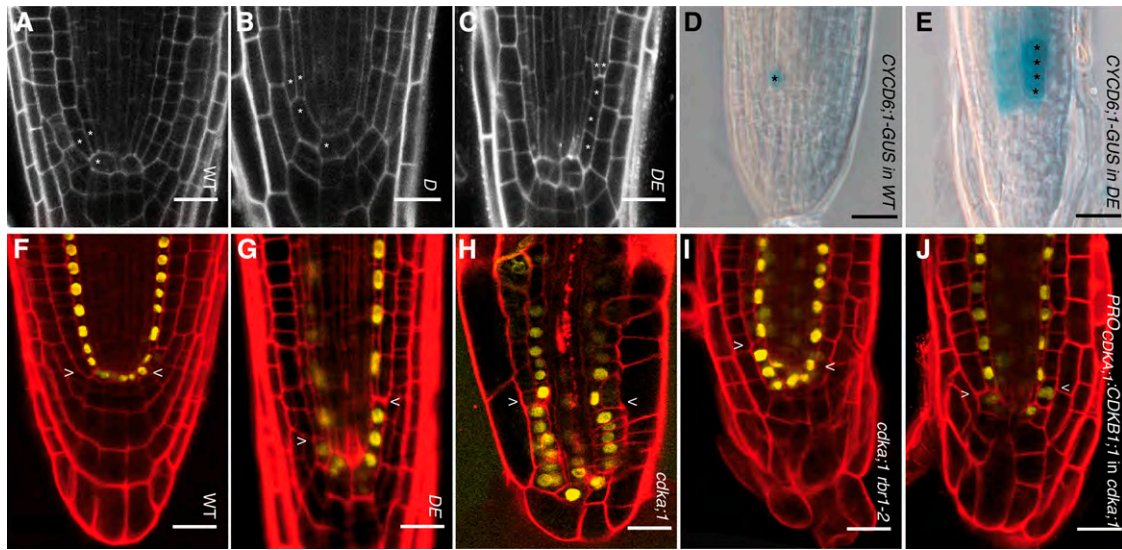 A
WT
B
D
C
DE
D
CYCD6;1-GUS in WT
E
CYCD6;1-GUS in DE
F
WT
G
DE
H
cdka;1
I
cdka;1 rbr1-2
J
PROCDKA;1:CDKB1;1 in cdka;1